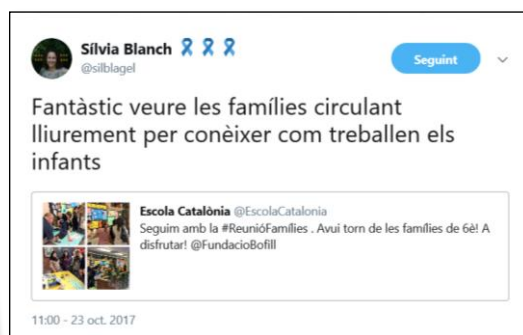 Sílvia Blanch
@silblagel
Seguint
Fantàstic veure les famílies circulant
lliurement per conèixer com treballen els
infants
Escola Catalònia @EscolaCatalonia
Seguim amb la #ReunióFamílies . Avui torn de les famílies de 6è! A
disfrutar! @FundacioBofill
11:00 - 23 oct. 2017